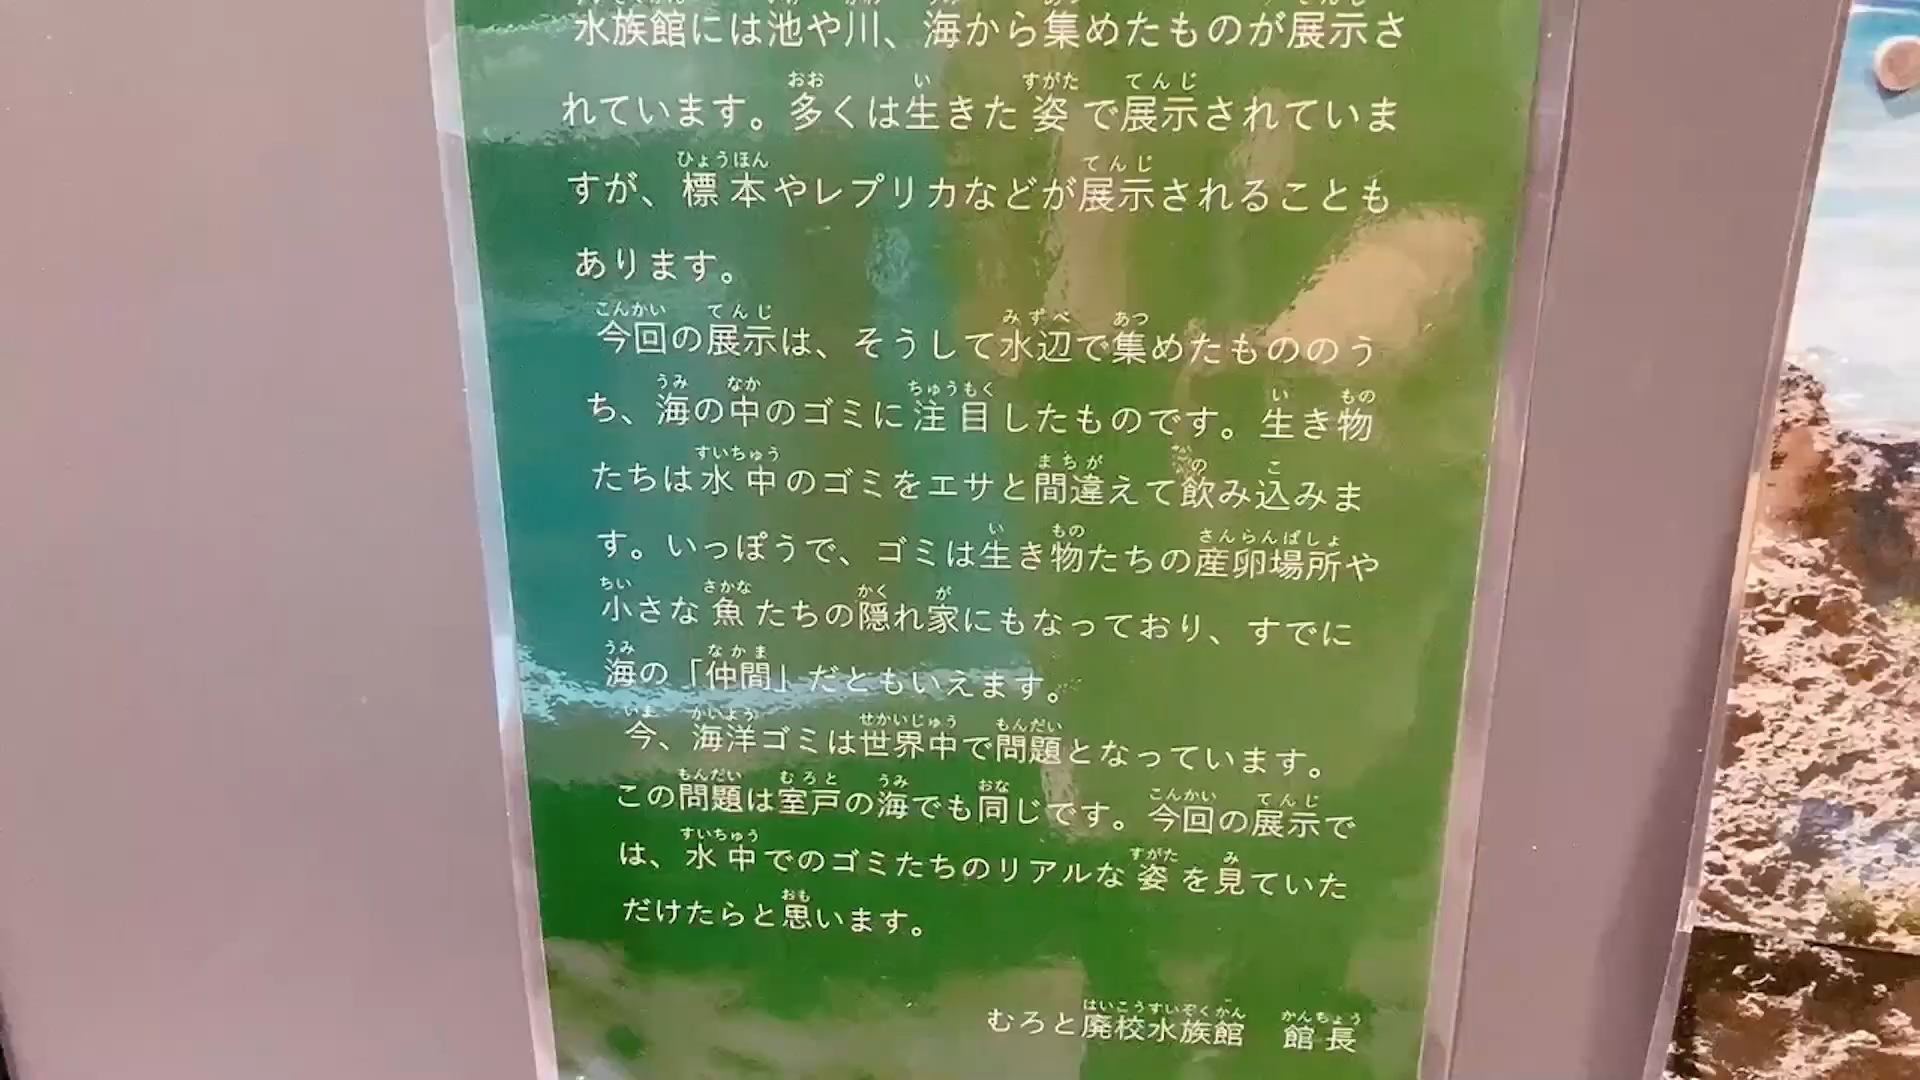 水族館には池や川、海から集めたものが展示さ
れています。多くは生きた姿で展示されていま
すが、標本やレプリカなどが展示されることも
あります。
今回の展示は、そうして水辺で集めたもののう
ち、海の中のゴミに注目したものです。生き物
たちは水中のゴミをエサと間違えて飲み込みま
す。いっぽうで、ゴミは生き物たちの産卵場所や
小さな魚たちの隠れ家にもなっており、すでに
海の「仲間」だともいえます。
今、海洋ゴミは世界中で問題となっています。
この問題は室戸の海でも同じです。今回の展示で
は、水中でのゴミたちのリアルな姿を見ていた
だけたらと思います。
むろと廃校水族館　館長